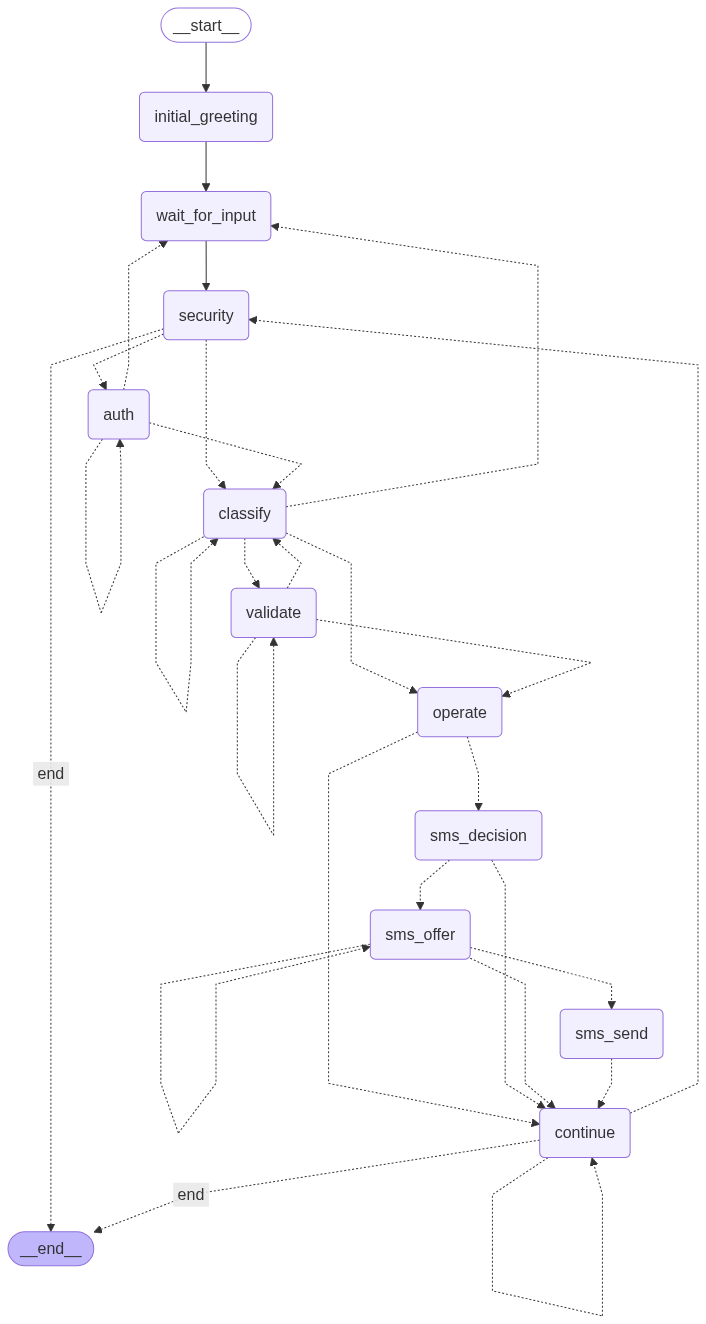 __start__
initial_greeting
wait_for_input
security
auth
classify
validate
operate
end
sms_decision
sms_offer
sms_send
continue
end
__end__